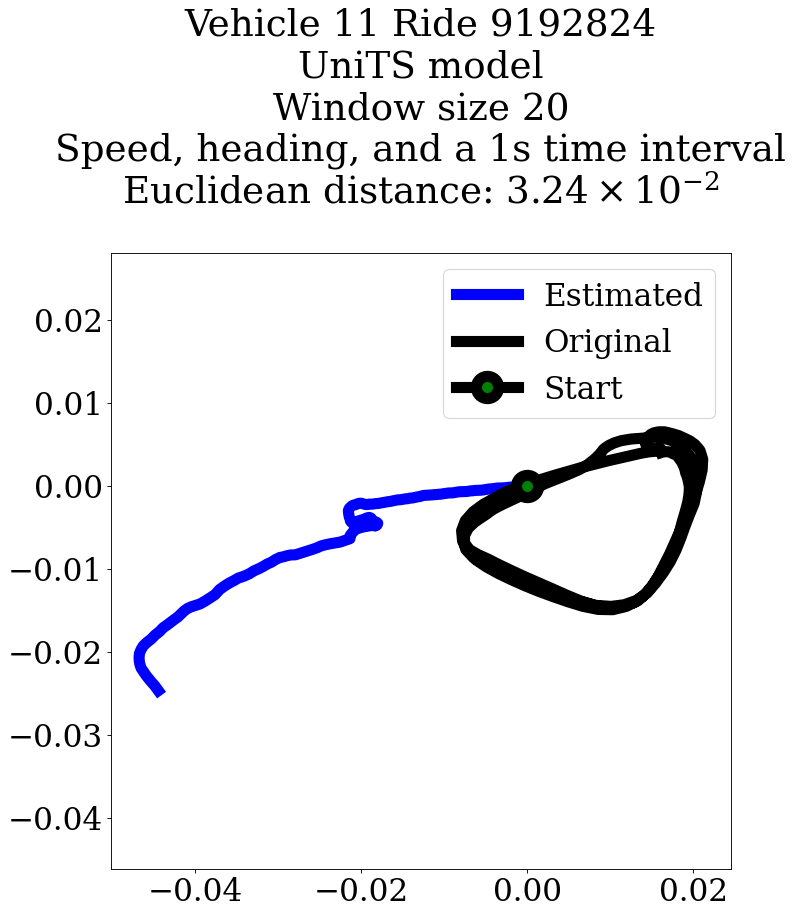 Vehicle 11 Ride 9192824
UniTS model
Window size 20
Speed, heading, and a 1s time interval
Euclidean distance: 3.24 × 10⁻²
Estimated
Original
Start
0.02
0.01
0.00
−0.01
−0.02
−0.03
−0.04
−0.04
−0.02
0.00
0.02